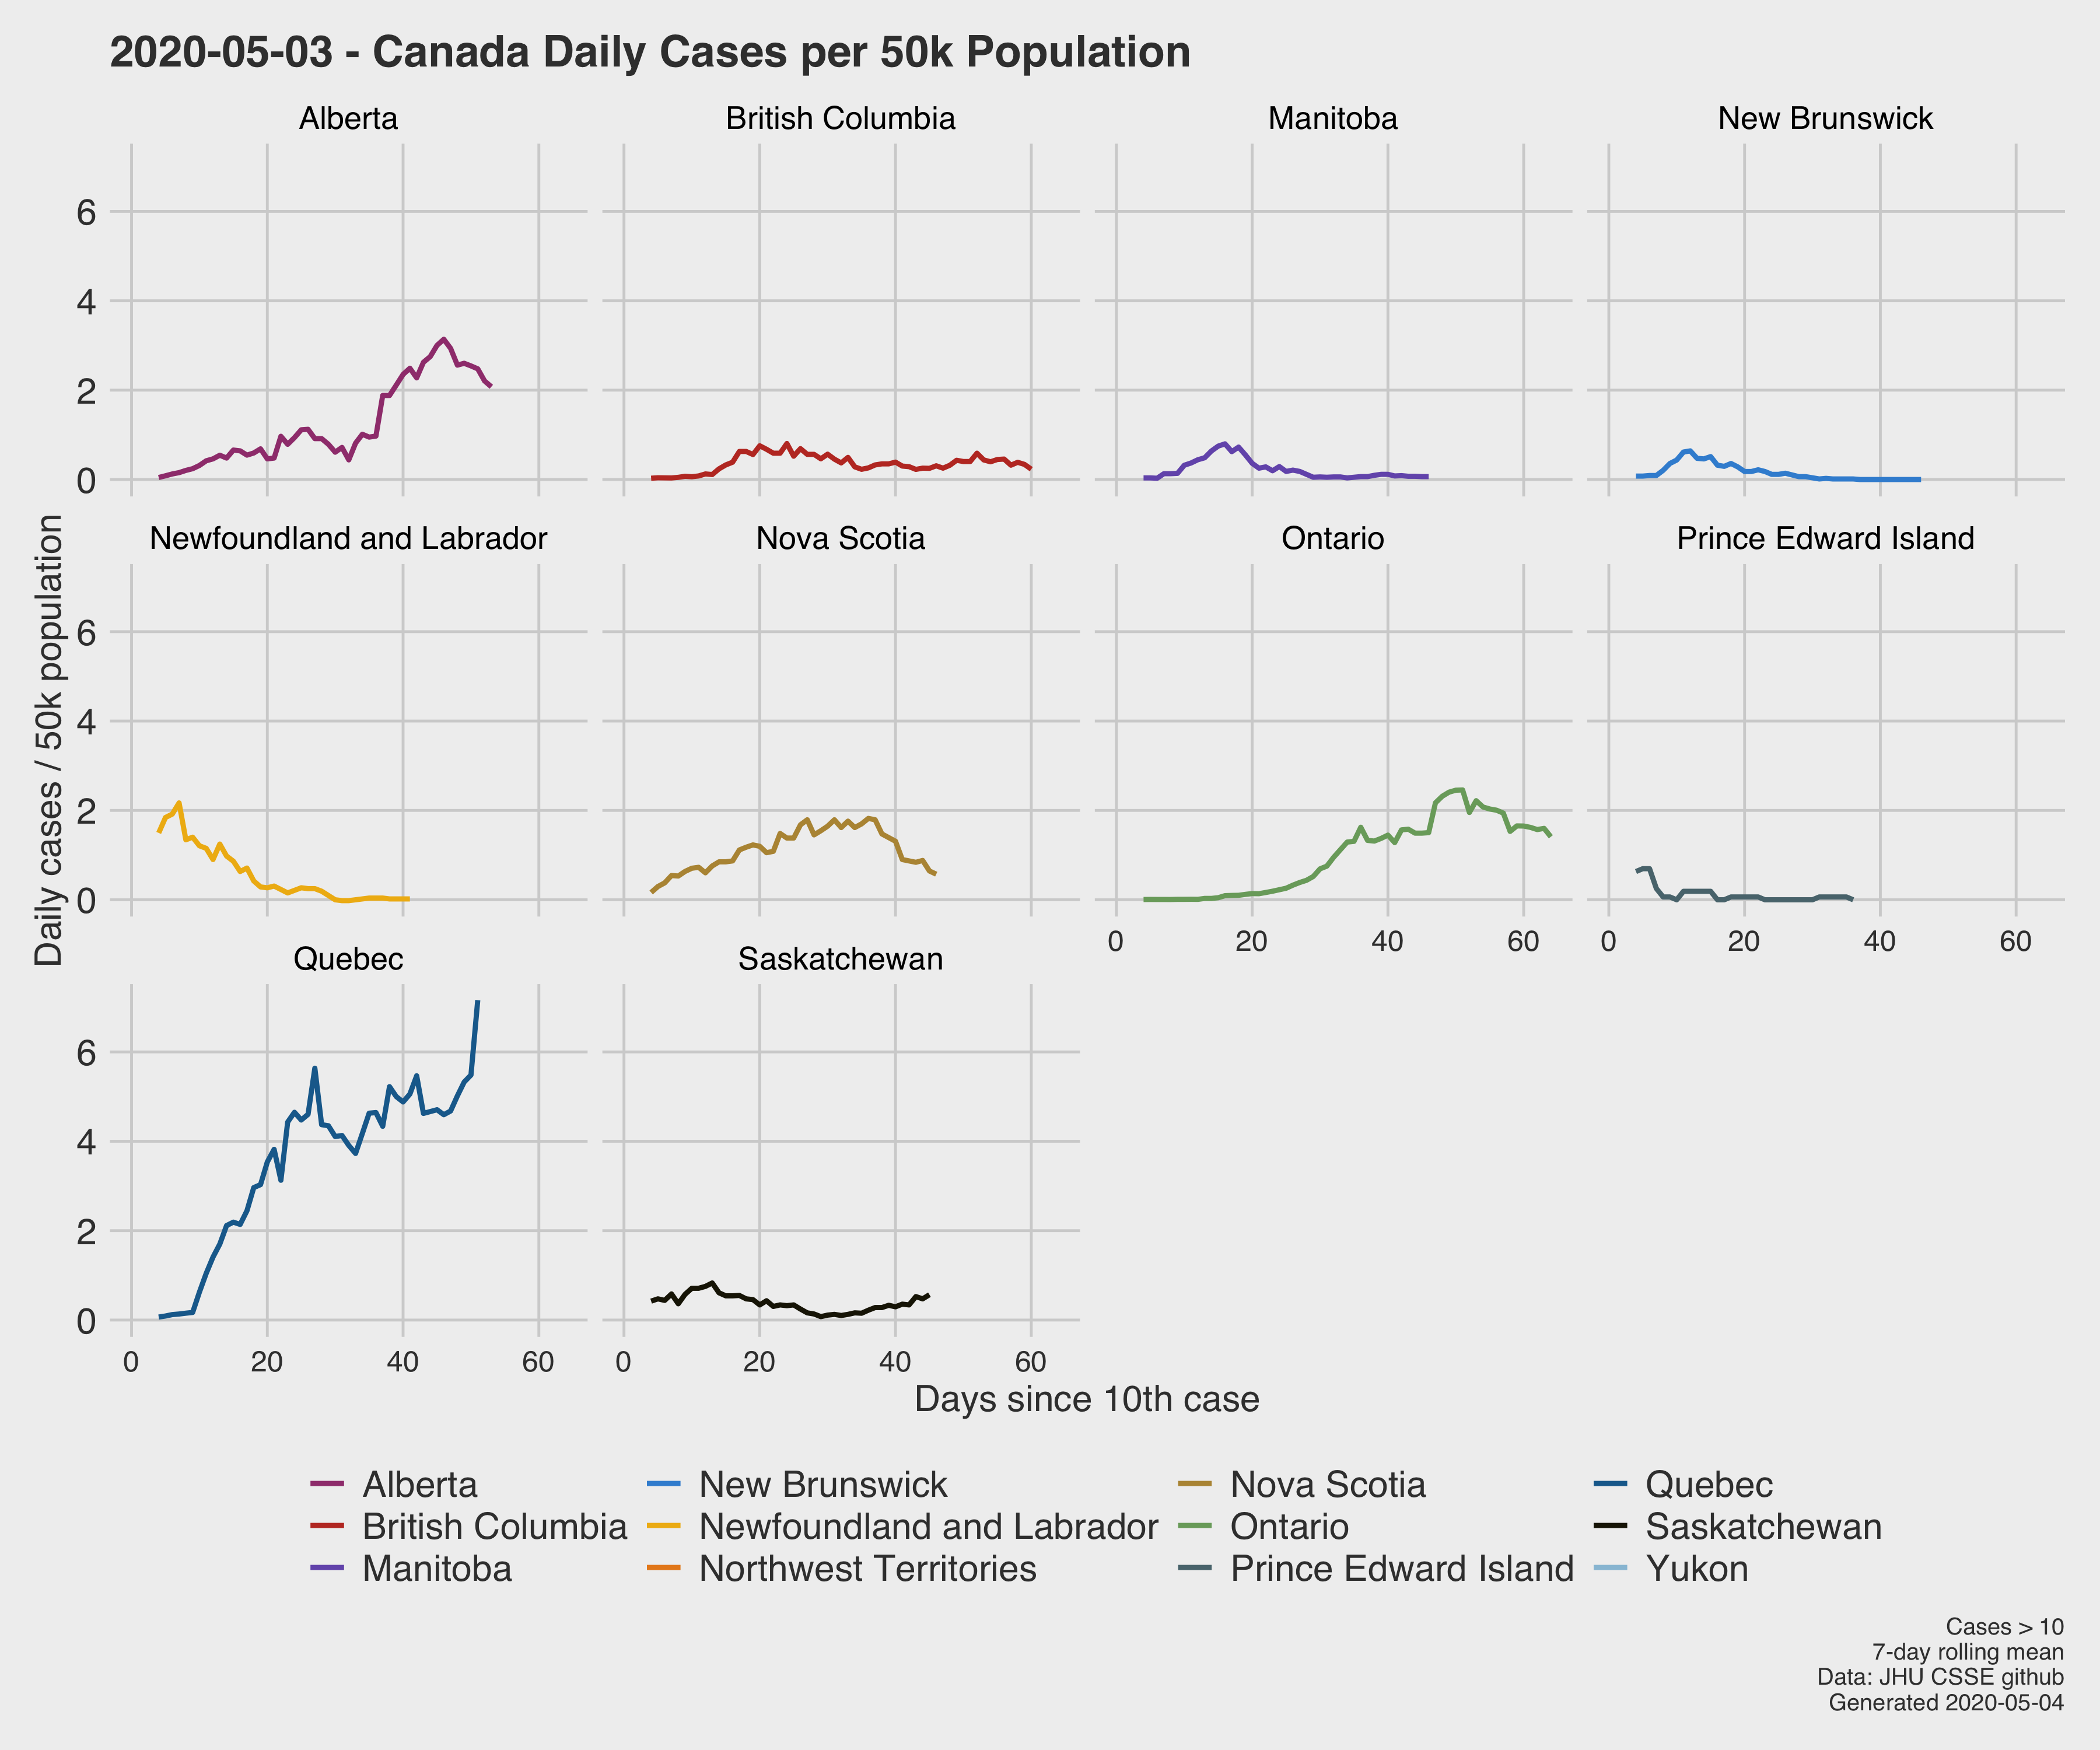 2020-05-03 - Canada Daily Cases per 50k Population
Alberta British Columbia Manitoba New Brunswick
6
4
2
0
Newfoundland and Labrador Nova Scotia Ontario Prince Edward Island
Daily cases / 50k population
6
4
2
0
0 20 40 60 0 20 40 60
Quebec Saskatchewan
6
4
2
0
0 20 40 60 0 20 40 60
Days since 10th case
Alberta New Brunswick Nova Scotia Quebec
British Columbia Newfoundland and Labrador Ontario Saskatchewan
Manitoba Northwest Territories Prince Edward Island Yukon
Cases > 10
7-day rolling mean
Data: JHU CSSE github
Generated 2020-05-04